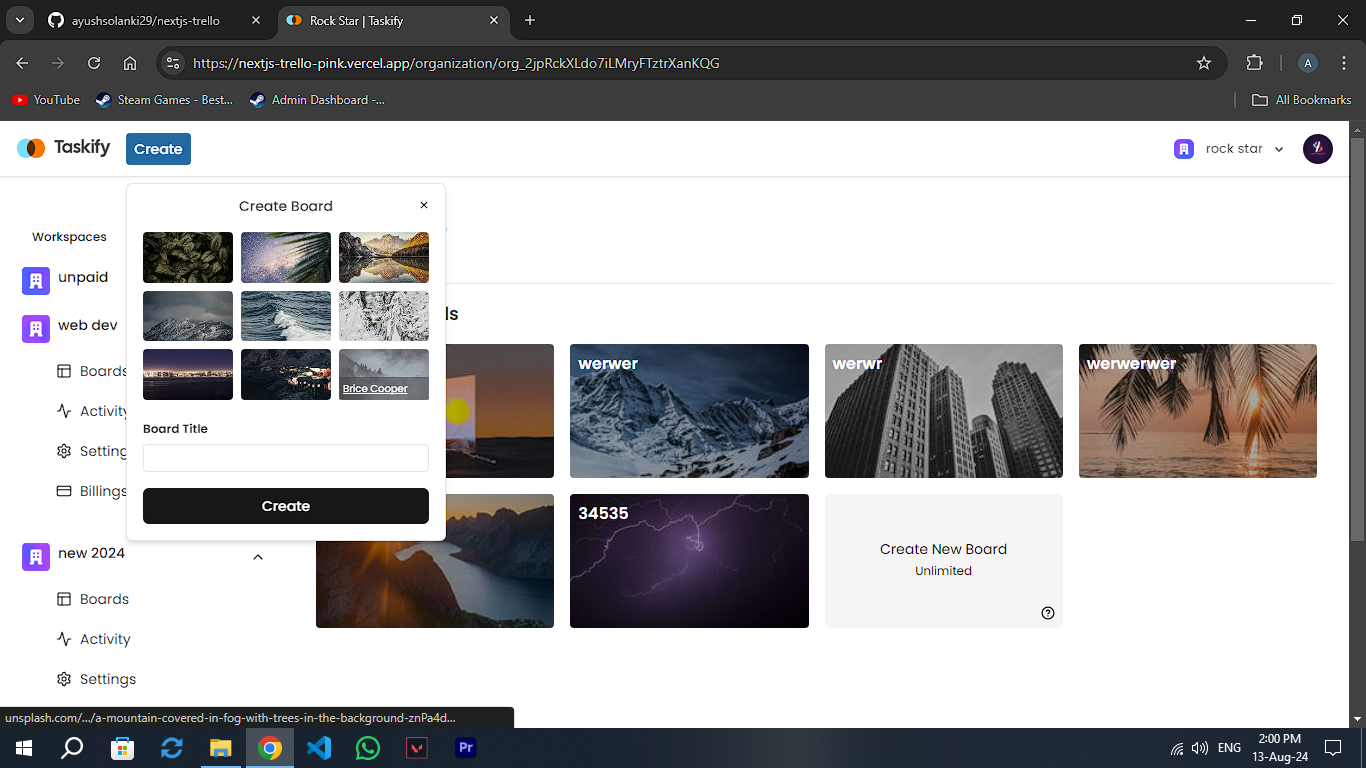 ayushsolanki29/nextjs-trello
Rock Star | Taskify
https://nextjs-trello-pink.vercel.app/organization/org_2jpRckXLdo7iLMryFTztrXanKQG
A
YouTube
Steam Games - Best...
Admin Dashboard -...
All Bookmarks
Taskify
Create
rock star
Create Board
Workspaces
unpaid
web dev
Boards
Activity
Setting
Billings
Brice Cooper
Board Title
Create
ls
werwer
werwr
werwerwer
34535
Create New Board
Unlimited
new 2024
Boards
Activity
Settings
unsplash.com/.../a-mountain-covered-in-fog-with-trees-in-the-background-znPa4d...
Pr
ENG
2:00 PM
13-Aug-24